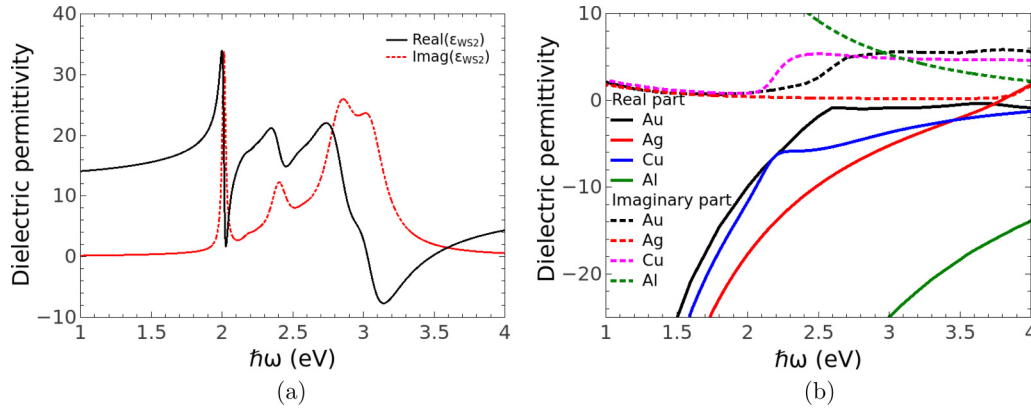 40
30
20
10
0
−10
Dielectric permittivity
Real(ε_WS2)
Imag(ε_WS2)
1 1.5 2 2.5 3 3.5 4
ħω (eV)
(a)
10
0
−10
−20
Dielectric permittivity
Real part
Au
Ag
Cu
Al
Imaginary part
Au
Ag
Cu
Al
1 1.5 2 2.5 3 3.5 4
ħω (eV)
(b)